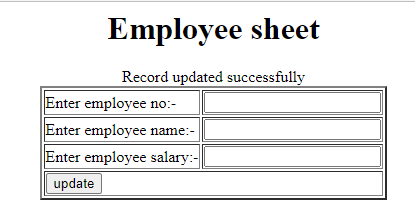 Employee sheet
Record updated successfully
Enter employee no:-
Enter employee name:-
Enter employee salary:-
update